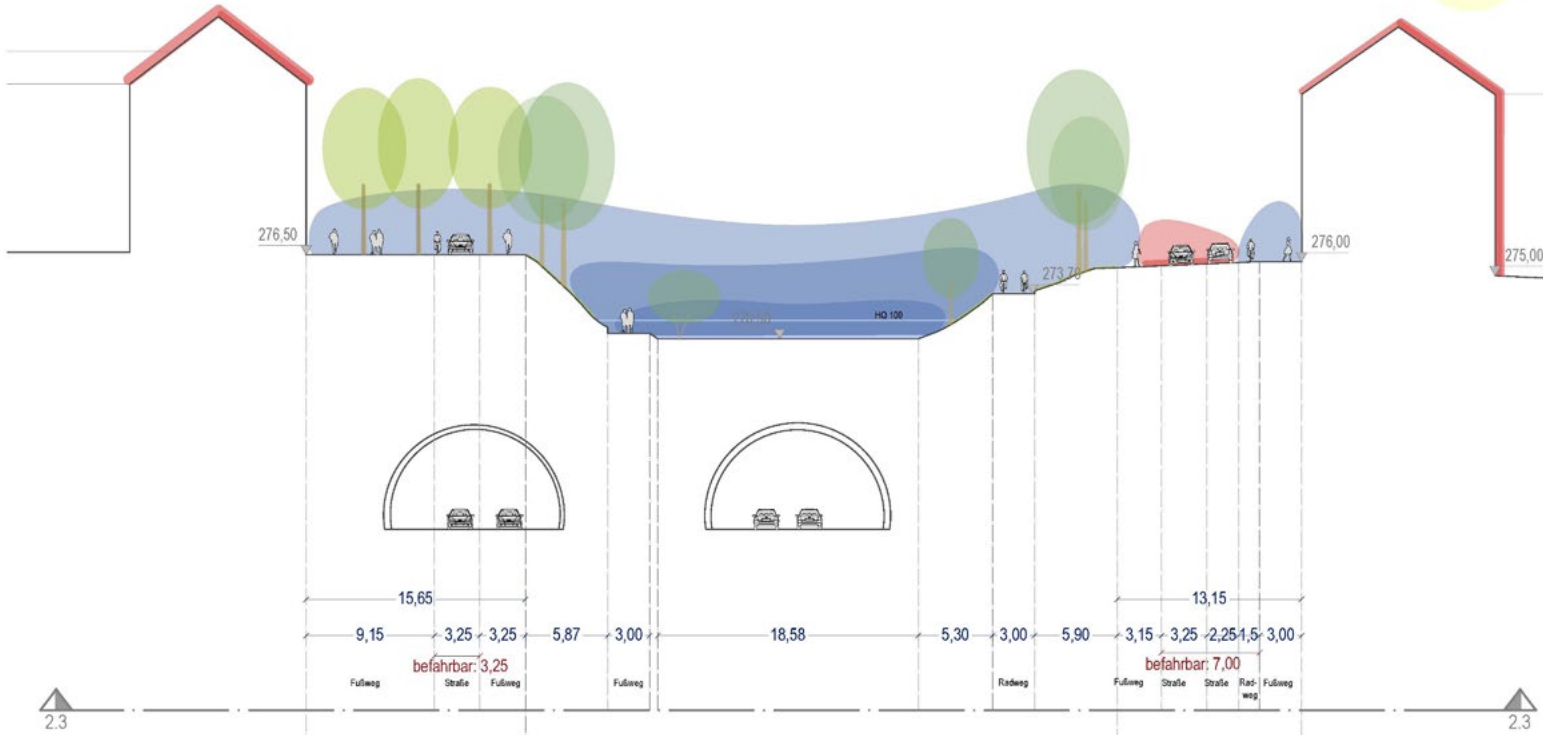 276,50
276,00
275,00
273,70
HQ 100
15,65
13,15
9,15 3,25 3,25 5,87 3,00 18,58 5,30 3,00 5,90 3,15 3,25 2,25 1,5 3,00
befahrbar: 3,25
befahrbar: 7,00
Fußweg Straße Fußweg Fußweg Radweg Fußweg Straße Straße Rad- Fußweg
weg
2.3
2.3